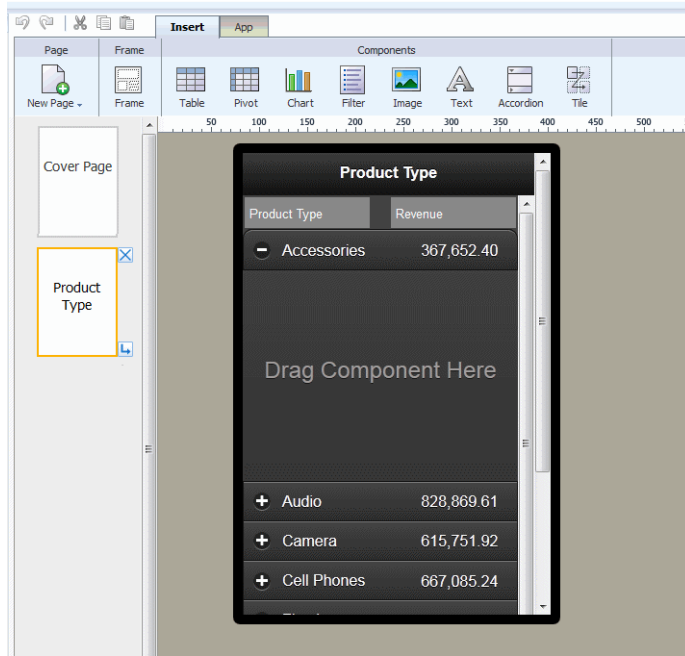 Insert App
Page Frame Components
New Page Frame Table Pivot Chart Filter Image Text Accordion Tile
50 100 150 200 250 300 350 400 450 500
Cover Page
Product
Type
Product Type
Product Type Revenue
Accessories 367,652.40
Drag Component Here
Audio 828,869.61
Camera 615,751.92
Cell Phones 667,085.24